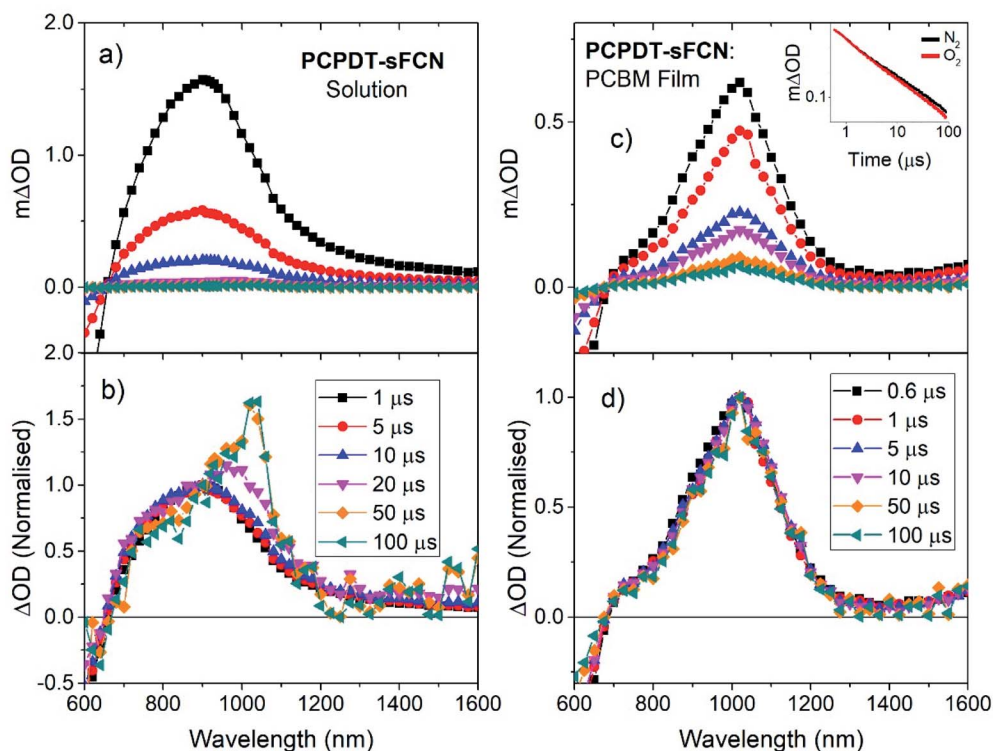 a)
PCPDT-sFCN
Solution
2.0
1.0
0.0
mΔOD
2.0
1.5
1.0
0.5
0.0
-0.5
ΔOD (Normalised)
b)
1 μs
5 μs
10 μs
20 μs
50 μs
100 μs
600 800 1000 1200 1400 1600
Wavelength (nm)
PCPDT-sFCN:
PCBM Film
c)
0.5
0.0
mΔOD
N2
O2
mΔOD
0.1
1 10 100
Time (μs)
d)
1.0
0.5
0.0
ΔOD (Normalised)
0.6 μs
1 μs
5 μs
10 μs
50 μs
100 μs
600 800 1000 1200 1400 1600
Wavelength (nm)